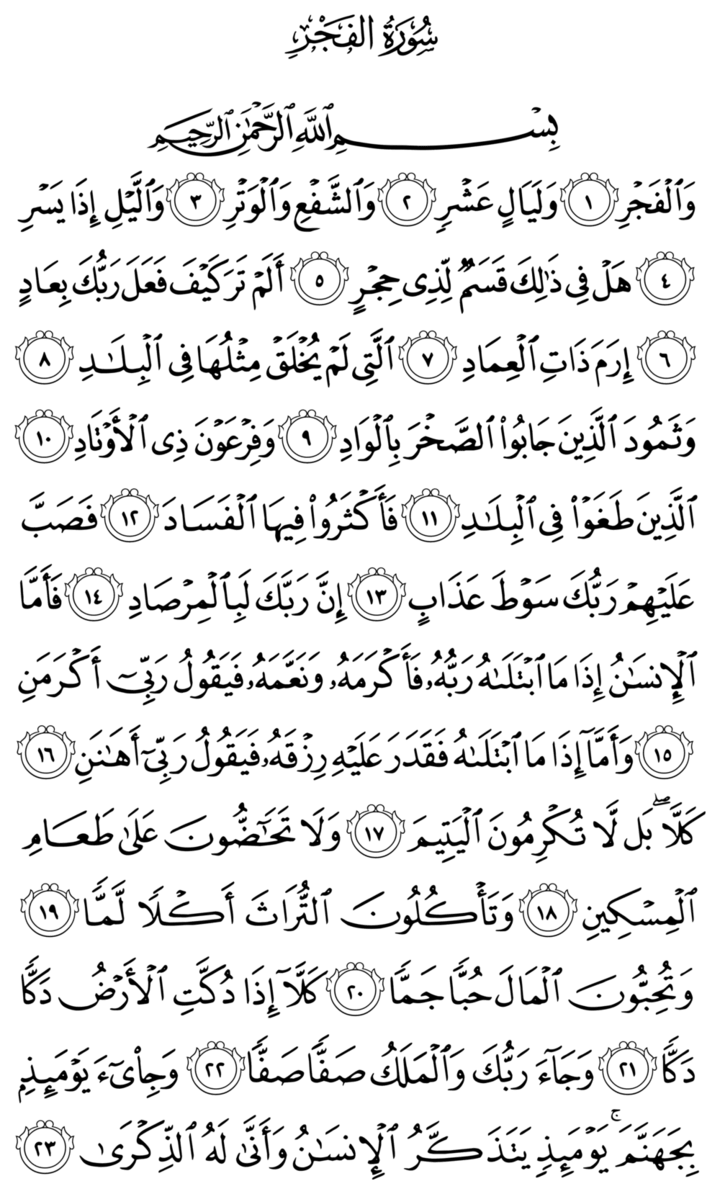 سُورَةُ الفَجْرِ
بِسْمِ ٱللَّهِ ٱلرَّحْمَٰنِ ٱلرَّحِيمِ
وَٱلْفَجْرِ ١ وَلَيَالٍ عَشْرٍ ٢ وَٱلشَّفْعِ وَٱلْوَتْرِ ٣ وَٱلَّيْلِ إِذَا يَسْرِ
٤ هَلْ فِى ذَٰلِكَ قَسَمٌ لِّذِى حِجْرٍ ٥ أَلَمْ تَرَ كَيْفَ فَعَلَ رَبُّكَ بِعَادٍ
٦ إِرَمَ ذَاتِ ٱلْعِمَادِ ٧ ٱلَّتِى لَمْ يُخْلَقْ مِثْلُهَا فِى ٱلْبِلَٰدِ ٨
وَثَمُودَ ٱلَّذِينَ جَابُوا۟ ٱلصَّخْرَ بِٱلْوَادِ ٩ وَفِرْعَوْنَ ذِى ٱلْأَوْتَادِ ١٠
ٱلَّذِينَ طَغَوْا۟ فِى ٱلْبِلَٰدِ ١١ فَأَكْثَرُوا۟ فِيهَا ٱلْفَسَادَ ١٢ فَصَبَّ
عَلَيْهِمْ رَبُّكَ سَوْطَ عَذَابٍ ١٣ إِنَّ رَبَّكَ لَبِٱلْمِرْصَادِ ١٤ فَأَمَّا
ٱلْإِنسَٰنُ إِذَا مَا ٱبْتَلَىٰهُ رَبُّهُۥ فَأَكْرَمَهُۥ وَنَعَّمَهُۥ فَيَقُولُ رَبِّىٓ أَكْرَمَنِ
١٥ وَأَمَّآ إِذَا مَا ٱبْتَلَىٰهُ فَقَدَرَ عَلَيْهِ رِزْقَهُۥ فَيَقُولُ رَبِّىٓ أَهَٰنَنِ ١٦
كَلَّا ۖ بَل لَّا تُكْرِمُونَ ٱلْيَتِيمَ ١٧ وَلَا تَحَٰٓضُّونَ عَلَىٰ طَعَامِ
ٱلْمِسْكِينِ ١٨ وَتَأْكُلُونَ ٱلتُّرَاثَ أَكْلًا لَّمًّا ١٩
وَتُحِبُّونَ ٱلْمَالَ حُبًّا جَمًّا ٢٠ كَلَّآ إِذَا دُكَّتِ ٱلْأَرْضُ دَكًّا
دَكًّا ٢١ وَجَآءَ رَبُّكَ وَٱلْمَلَكُ صَفًّا صَفًّا ٢٢ وَجِا۟ىٓءَ يَوْمَئِذٍۭ
بِجَهَنَّمَ ۚ يَوْمَئِذٍ يَتَذَكَّرُ ٱلْإِنسَٰنُ وَأَنَّىٰ لَهُ ٱلذِّكْرَىٰ ٢٣